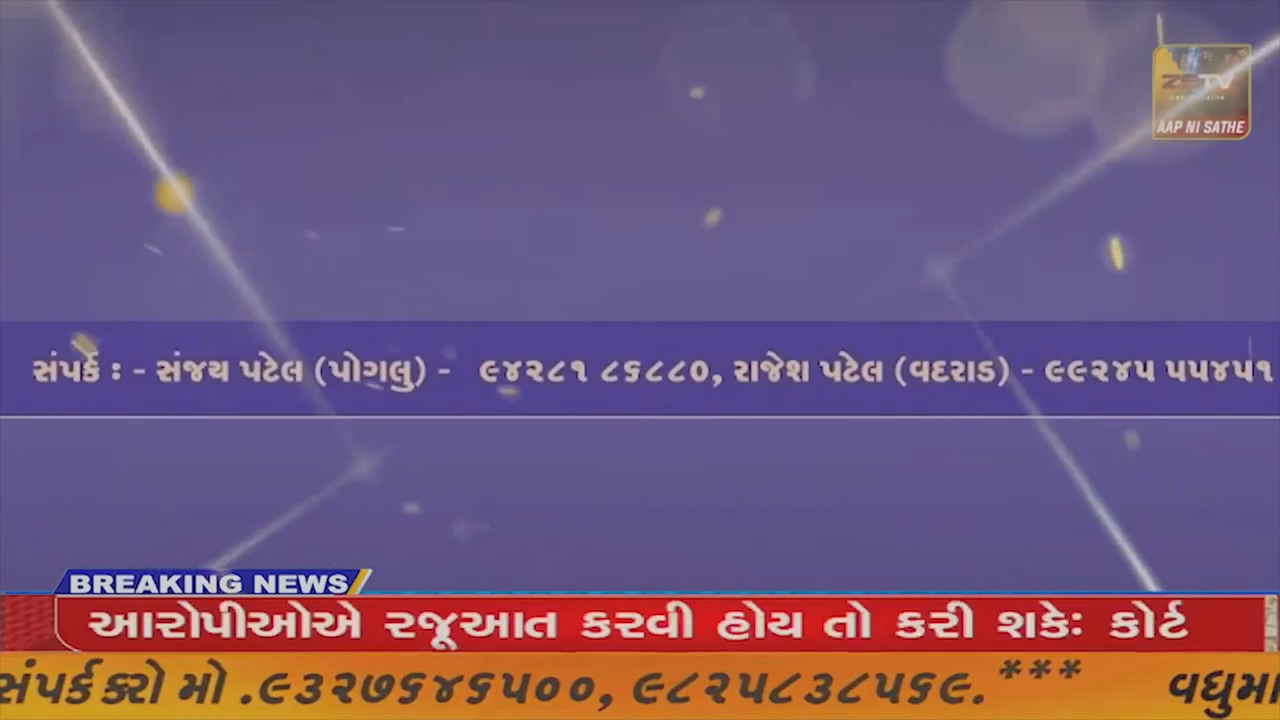 ZSTV
AAP NI SATHE
સંપર્ક : - સંજય પટેલ (પોગલુ) - ૯૪૨૮૧ ૮૬૮૮૦, રાજેશ પટેલ (વદરાડ) - ૯૯૨૪૫ ૫૫૪૫૧
BREAKING NEWS
આરોપીઓએ રજૂઆત કરવી હોય તો કરી શકેઃ કોર્ટ
સંપર્ક કરો મો .૯૩૨૭૬૪૬૫૦૦, ૯૮૨૫૮૩૮૫૬૯.*** વધુમા